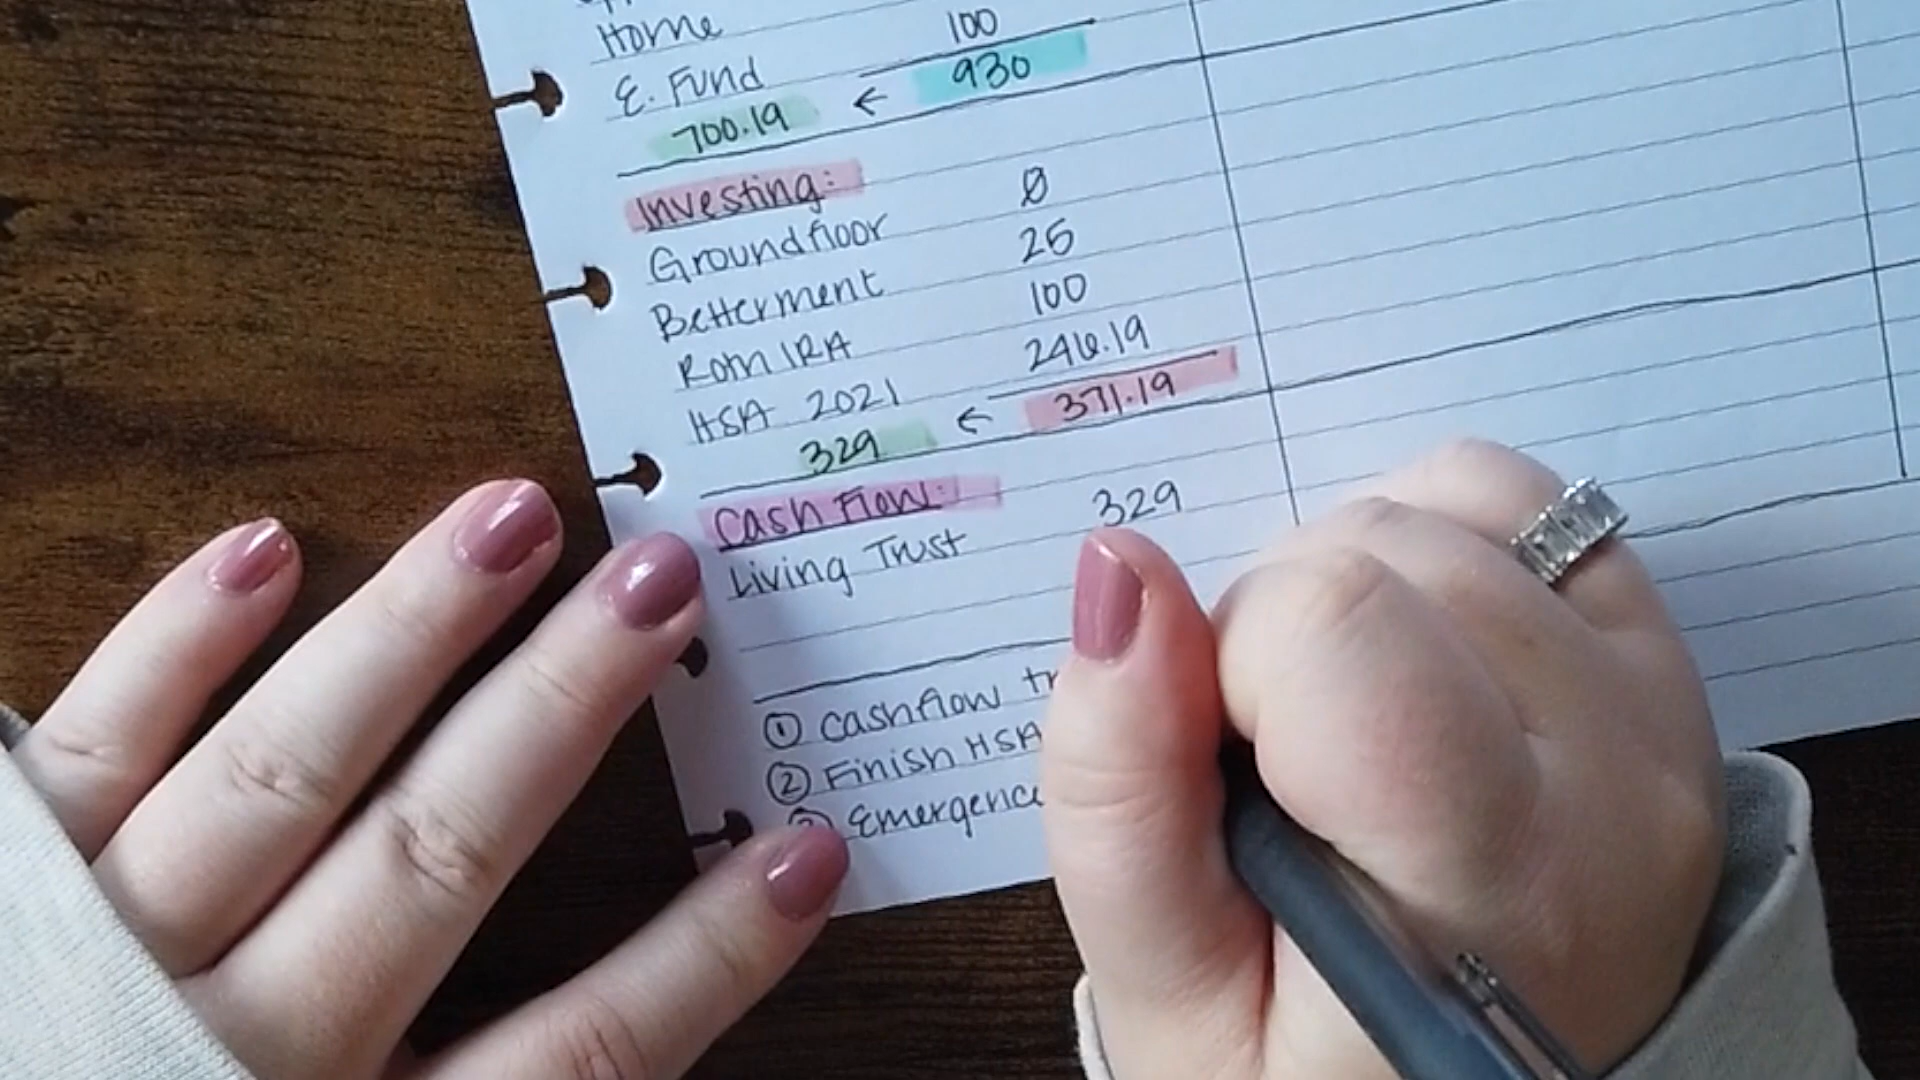 Home
E. Fund 100
700.19 ← 930
Investing:
Groundfloor 0
Betterment 25
Roth IRA 100
HSA 2021 246.19
329 ← 371.19
Cash Flow:
Living Trust 329
① cashflow
② Finish HSA